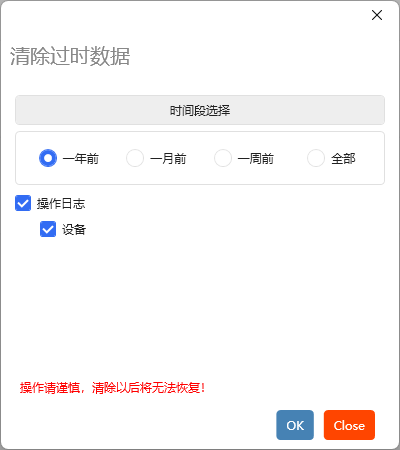 清除过时数据
时间段选择
一年前 一月前 一周前 全部
操作日志
设备
操作请谨慎，清除以后将无法恢复！
OK Close